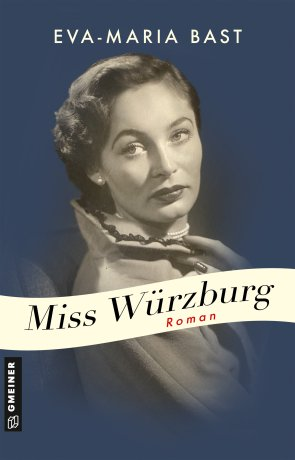 EVA-MARIA BAST
Miss Würzburg
Roman
GMEINER